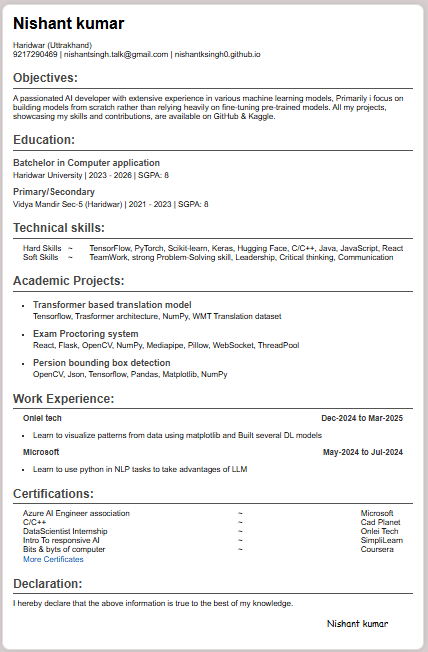 Nishant kumar
Haridwar (Uttrakhand)
9217290469 | nishantsingh.talk@gmail.com | nishantksingh0.github.io
Objectives:
A passionated AI developer with extensive experience in various machine learning models, Primarily i focus on
building models from scratch rather than relying heavily on fine-tuning pre-trained models. All my projects,
showcasing my skills and contributions, are available on GitHub & Kaggle.
Education:
Batchelor in Computer application
Haridwar University | 2023 - 2026 | SGPA: 8
Primary/Secondary
Vidya Mandir Sec-5 (Haridwar) | 2021 - 2023 | SGPA: 8
Technical skills:
Hard Skills ~ TensorFlow, PyTorch, Scikit-learn, Keras, Hugging Face, C/C++, Java, JavaScript, React
Soft Skills ~ TeamWork, strong Problem-Solving skill, Leadership, Critical thinking, Communication
Academic Projects:
• Transformer based translation model
Tensorflow, Trasformer architecture, NumPy, WMT Translation dataset
• Exam Proctoring system
React, Flask, OpenCV, NumPy, Mediapipe, Pillow, WebSocket, ThreadPool
• Persion bounding box detection
OpenCV, Json, Tensorflow, Pandas, Matplotlib, NumPy
Work Experience:
Onlei tech Dec-2024 to Mar-2025
• Learn to visualize patterns from data using matplotlib and Built several DL models
Microsoft May-2024 to Jul-2024
• Learn to use python in NLP tasks to take advantages of LLM
Certifications:
Azure AI Engineer association ~ Microsoft
C/C++ ~ Cad Planet
DataScientist Internship ~ Onlei Tech
Intro To responsive AI ~ SimpliLearn
Bits & byts of computer ~ Coursera
More Certificates
Declaration:
I hereby declare that the above information is true to the best of my knowledge.
Nishant kumar